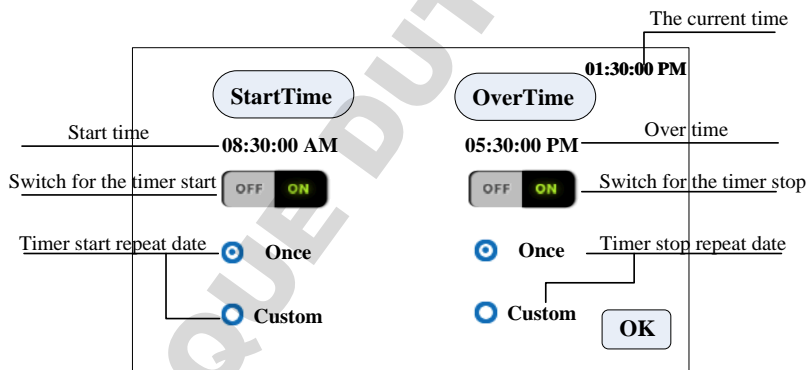 The current time
01:30:00 PM
StartTime
OverTime
Start time
08:30:00 AM
05:30:00 PM
Over time
Switch for the timer start
OFF ON
OFF ON
Switch for the timer stop
Timer start repeat date
Once
Once
Timer stop repeat date
Custom
Custom
OK
QUE DUT